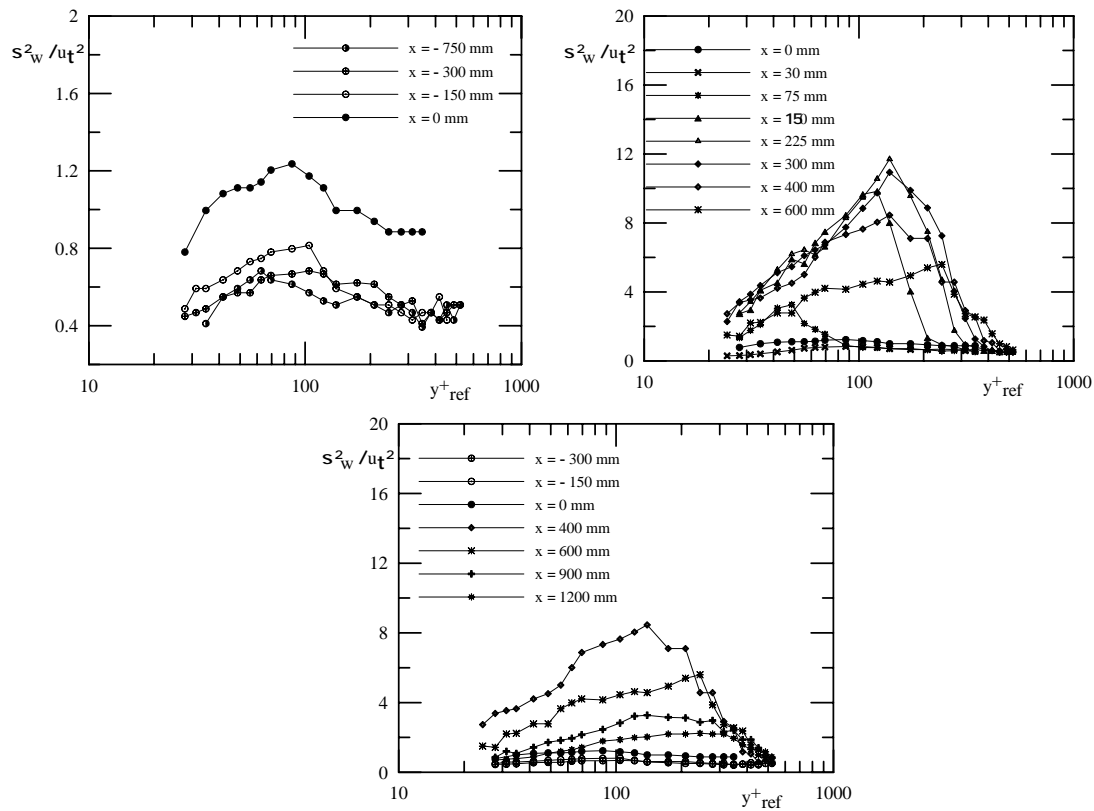 2
s²w /ut²
1.6
1.2
0.8
0.4
10
100
1000
y⁺ref
x = - 750 mm
x = - 300 mm
x = - 150 mm
x = 0 mm
20
s²w /ut²
16
12
8
4
0
10
100
1000
y⁺ref
x = 0 mm
x = 30 mm
x = 75 mm
x = 150 mm
x = 225 mm
x = 300 mm
x = 400 mm
x = 600 mm
20
s²w /ut²
16
12
8
4
0
10
100
1000
y⁺ref
x = - 300 mm
x = - 150 mm
x = 0 mm
x = 400 mm
x = 600 mm
x = 900 mm
x = 1200 mm